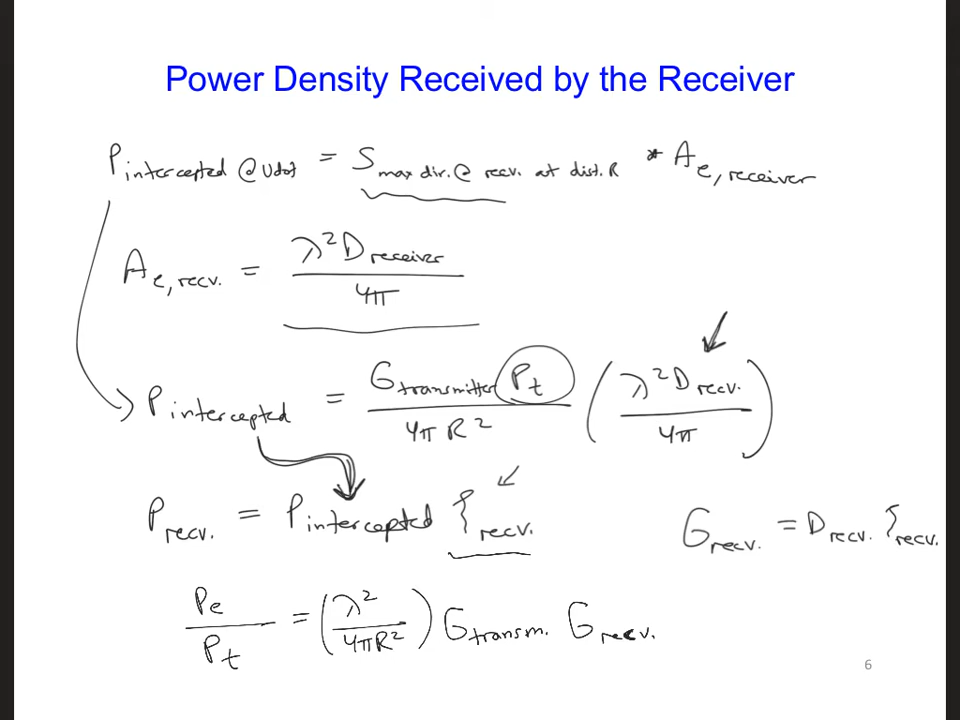 Power Density Received by the Receiver
P intercepted @ Udot = S max dir. @ recv. at dist. R * A e, receiver
A e, recv. = λ² D receiver / 4π
P intercepted = G transmitter P t / 4π R² ( λ² D recv. / 4π )
P recv. = P intercepted ξ recv.
G recv. = D recv. ξ recv.
P e / P t = ( λ² / 4π R² ) G transm. G recv.
6